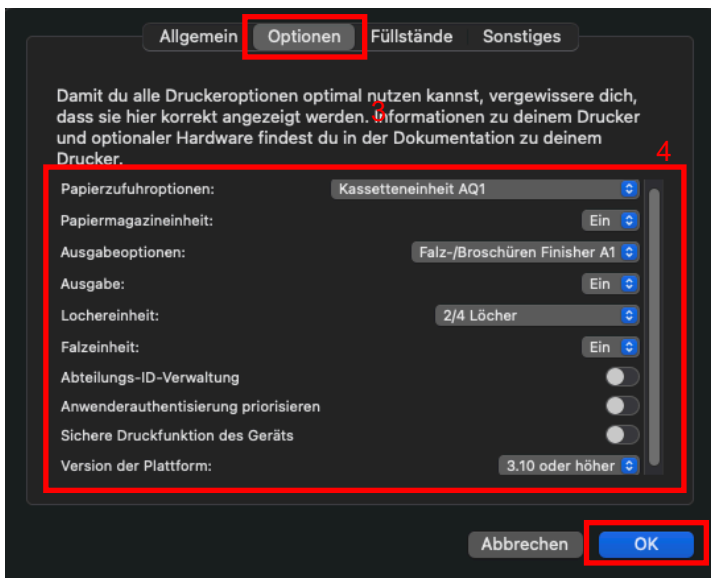 Allgemein Optionen Füllstände Sonstiges
Damit du alle Druckeroptionen optimal nutzen kannst, vergewissere dich,
dass sie hier korrekt angezeigt werden. Informationen zu deinem Drucker
3
und optionaler Hardware findest du in der Dokumentation zu deinem
Drucker.
4
Papierzufuhroptionen: Kassetteneinheit AQ1
Papiermagazineinheit: Ein
Ausgabeoptionen: Falz-/Broschüren Finisher A1
Ausgabe: Ein
Lochereinheit: 2/4 Löcher
Falzeinheit: Ein
Abteilungs-ID-Verwaltung
Anwenderauthentisierung priorisieren
Sichere Druckfunktion des Geräts
Version der Plattform: 3.10 oder höher
Abbrechen OK